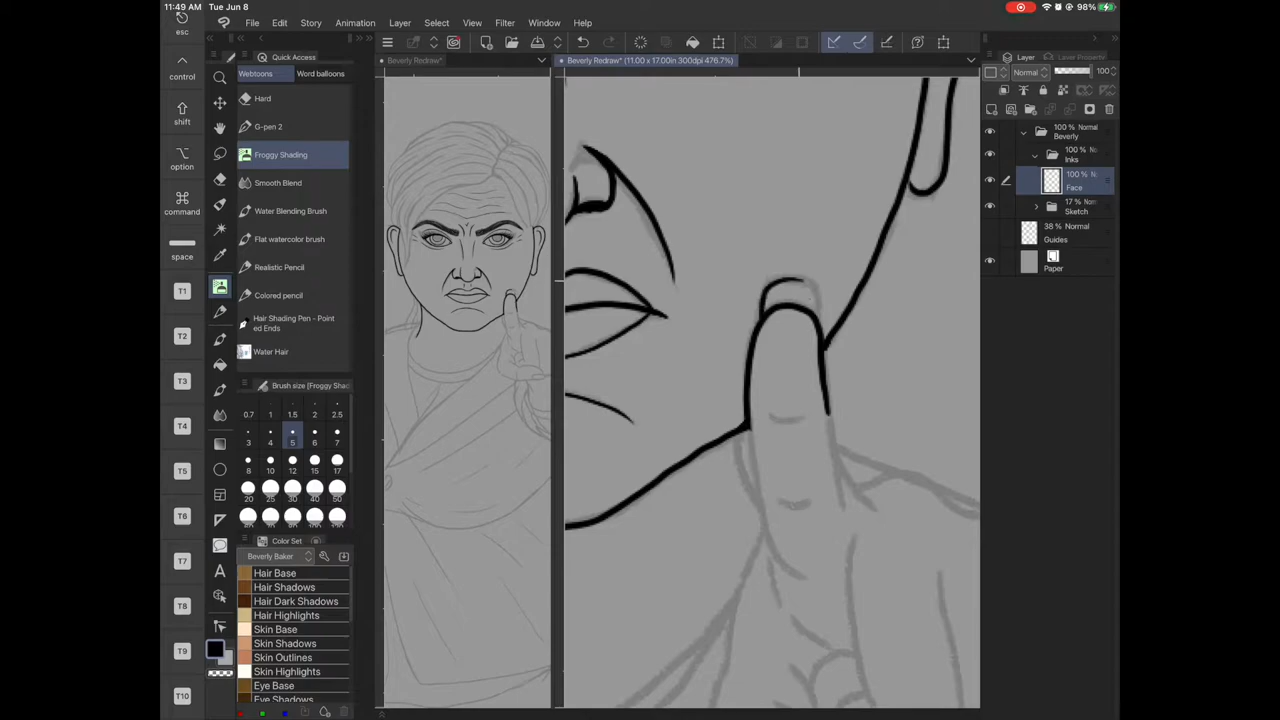 11:49 AM Tue Jun 8
98%
esc
control
shift
option
command
space
T1
T2
T3
T4
T5
T6
T7
T8
T9
T10
File Edit Story Animation Layer Select View Filter Window Help
Quick Access
Webtoons Word balloons
Hard
G-pen 2
Froggy Shading
Smooth Blend
Water Blending Brush
Flat watercolor brush
Realistic Pencil
Colored pencil
Hair Shading Pen - Point
ed Ends
Water Hair
Brush size [Froggy Shad
0.7 1 1.5 2 2.5
3 4 5 6 7
8 10 12 15 17
20 25 30 40 50
Color Set
Beverly Baker
Hair Base
Hair Shadows
Hair Dark Shadows
Hair Highlights
Skin Base
Skin Shadows
Skin Outlines
Skin Highlights
Eye Base
Eye Shadows
Beverly Redraw*
Beverly Redraw* (11.00 x 17.00in 300dpi 476.7%)
Layer Layer Property
Normal 100
100 % Normal
Beverly
100 % No
Inks
100 % N
Face
17 % Nom
Sketch
38 % Normal
Guides
Paper